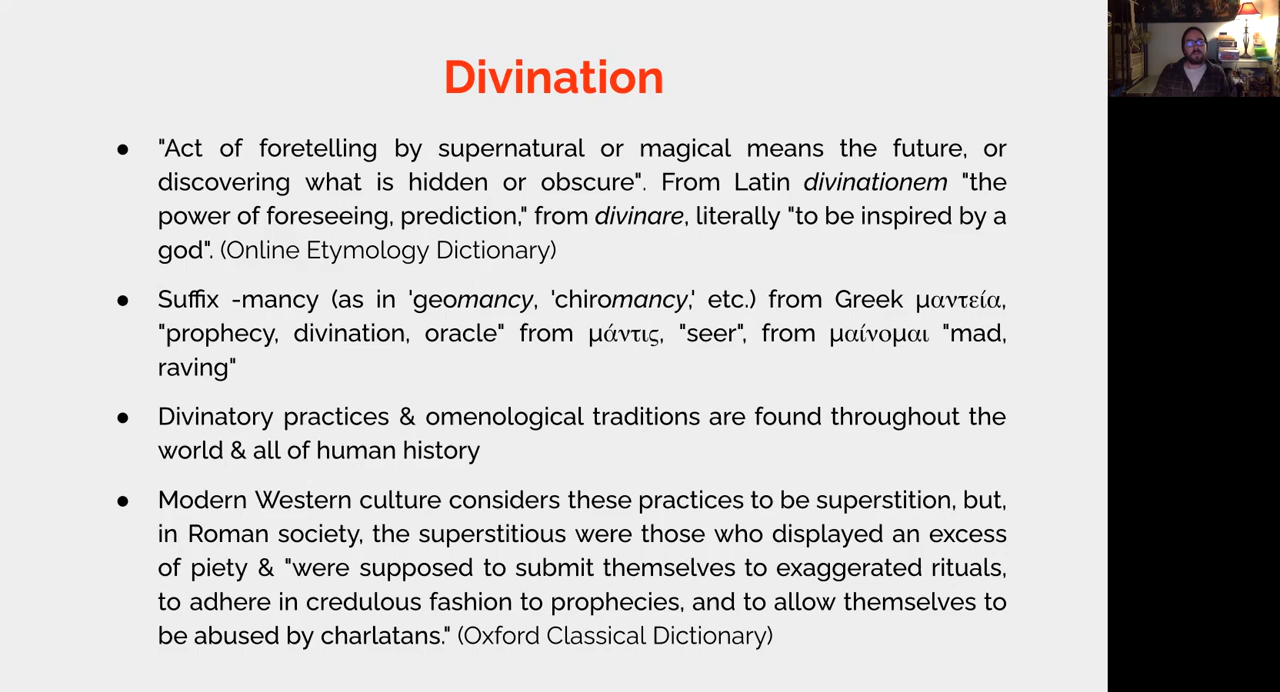 Divination
● "Act of foretelling by supernatural or magical means the future, or
discovering what is hidden or obscure". From Latin divinationem "the
power of foreseeing, prediction," from divinare, literally "to be inspired by a
god". (Online Etymology Dictionary)
● Suffix -mancy (as in 'geomancy, 'chiromancy,' etc.) from Greek μαντεία,
"prophecy, divination, oracle" from μάντις, "seer", from μαίνομαι "mad,
raving"
● Divinatory practices & omenological traditions are found throughout the
world & all of human history
● Modern Western culture considers these practices to be superstition, but,
in Roman society, the superstitious were those who displayed an excess
of piety & "were supposed to submit themselves to exaggerated rituals,
to adhere in credulous fashion to prophecies, and to allow themselves to
be abused by charlatans." (Oxford Classical Dictionary)